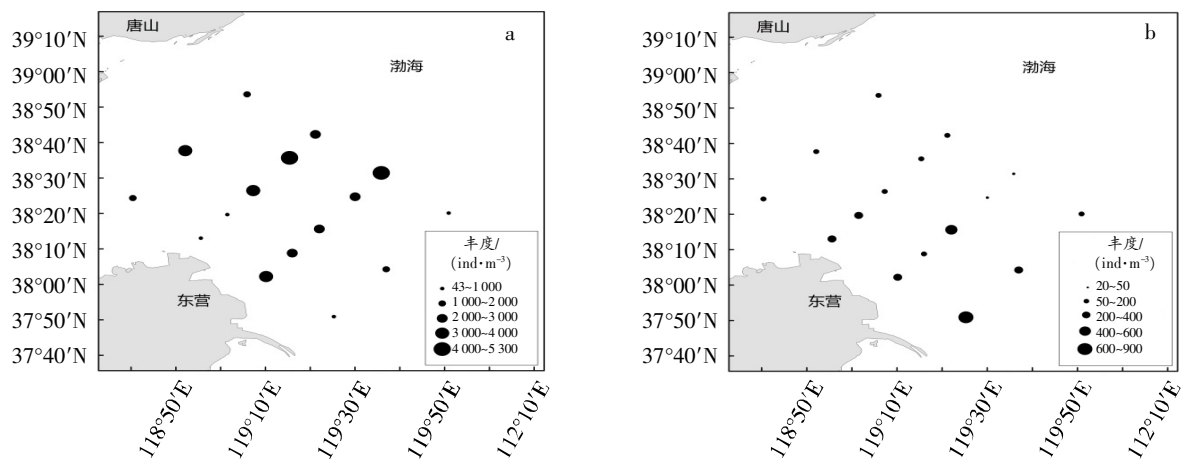 唐山
a
渤海
39°10′N
39°00′N
38°50′N
38°40′N
38°30′N
38°20′N
38°10′N
38°00′N
37°50′N
37°40′N
东营
丰度/
(ind·m⁻³)
43~1 000
1 000~2 000
2 000~3 000
3 000~4 000
4 000~5 300
118°50′E
119°10′E
119°30′E
119°50′E
112°10′E
唐山
b
渤海
39°10′N
39°00′N
38°50′N
38°40′N
38°30′N
38°20′N
38°10′N
38°00′N
37°50′N
37°40′N
东营
丰度/
(ind·m⁻³)
20~50
50~200
200~400
400~600
600~900
118°50′E
119°10′E
119°30′E
119°50′E
112°10′E